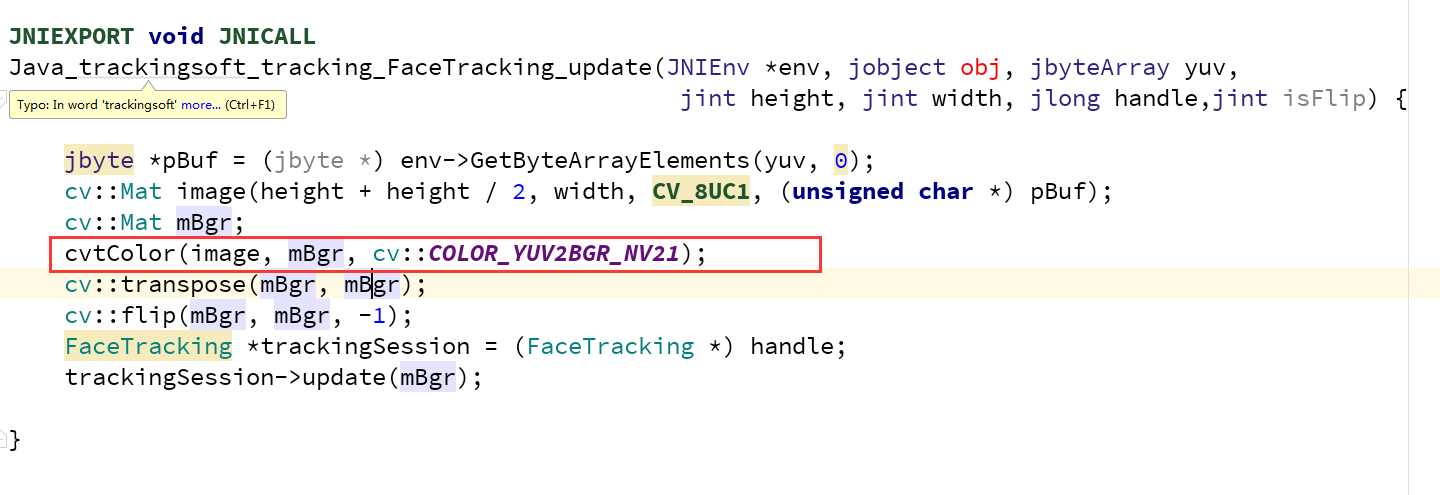 JNIEXPORT void JNICALL
Java_trackingsoft_tracking_FaceTracking_update(JNIEnv *env, jobject obj, jbyteArray yuv,
Typo: In word 'trackingsoft' more... (Ctrl+F1)
jint height, jint width, jlong handle,jint isFlip) {
jbyte *pBuf = (jbyte *) env->GetByteArrayElements(yuv, 0);
cv::Mat image(height + height / 2, width, CV_8UC1, (unsigned char *) pBuf);
cv::Mat mBgr;
cvtColor(image, mBgr, cv::COLOR_YUV2BGR_NV21);
cv::transpose(mBgr, mBgr);
cv::flip(mBgr, mBgr, -1);
FaceTracking *trackingSession = (FaceTracking *) handle;
trackingSession->update(mBgr);
}